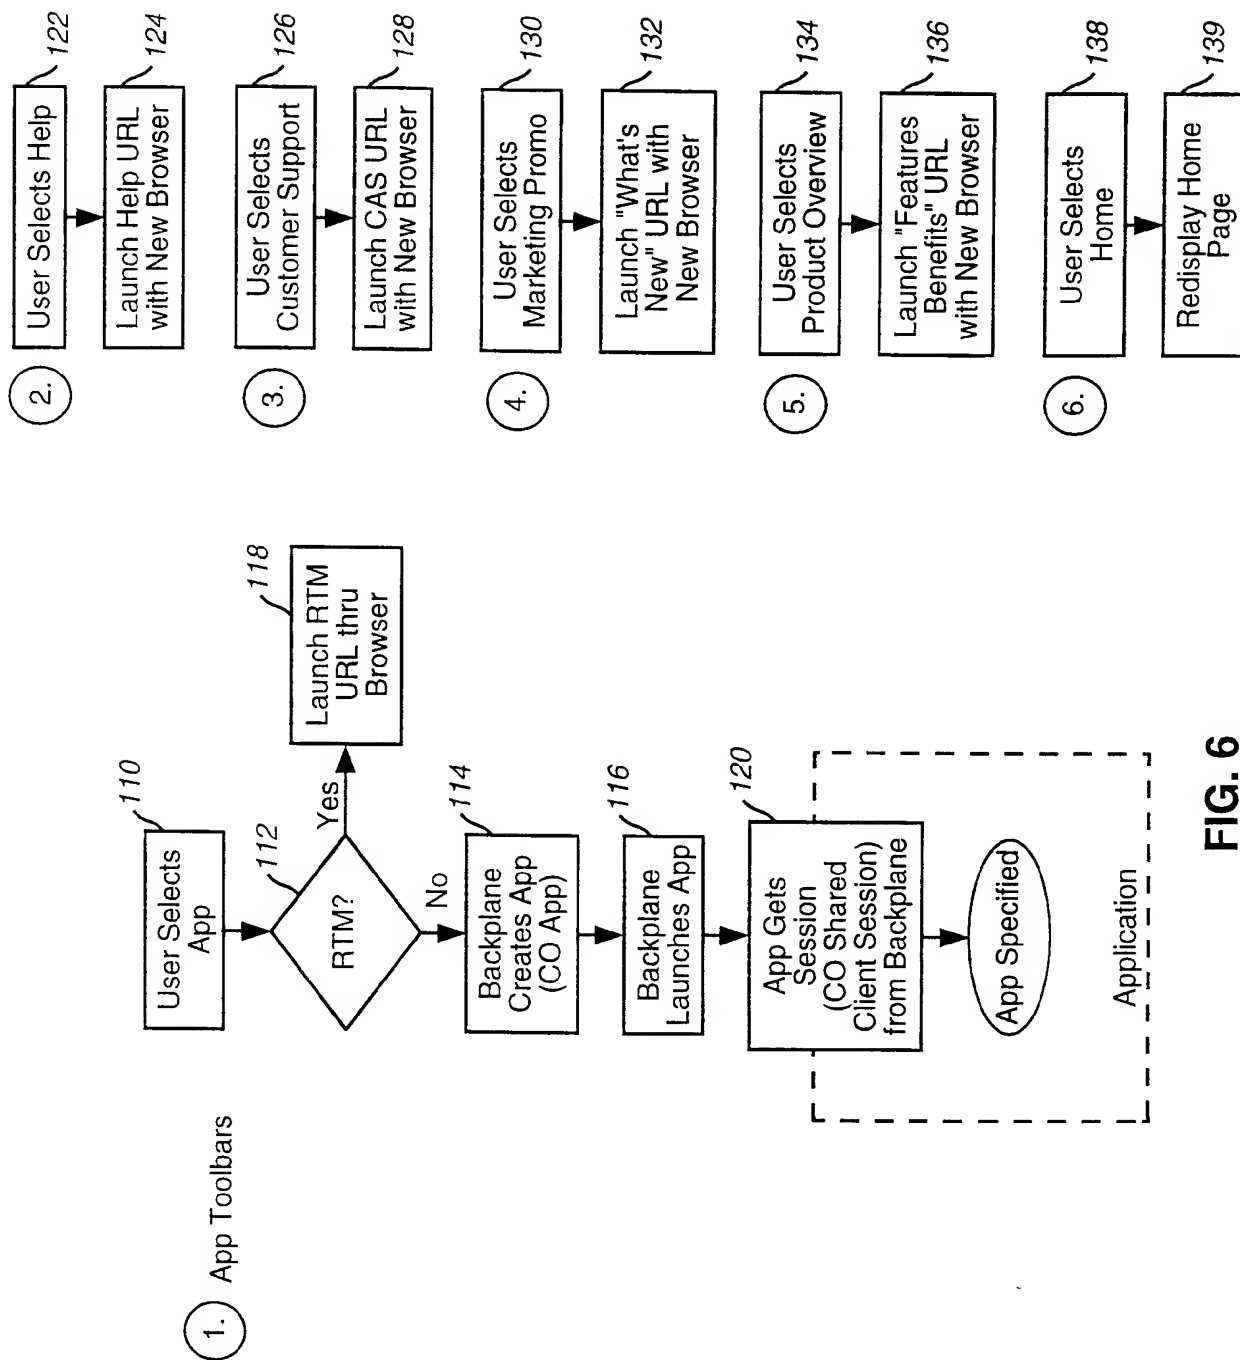 1.
App Toolbars
110
User Selects
App
112
RTM?
Yes
118
Launch RTM
URL thru
Browser
No
114
Backplane
Creates App
(CO App)
116
Backplane
Launches App
120
App Gets
Session
(CO Shared
Client Session)
from Backplane
App Specified
Application
2.
122
User Selects Help
124
Launch Help URL
with New Browser
3.
126
User Selects
Customer Support
128
Launch CAS URL
with New Browser
4.
130
User Selects
Marketing Promo
132
Launch "What's
New" URL with
New Browser
5.
134
User Selects
Product Overview
136
Launch "Features
Benefits" URL
with New Browser
6.
138
User Selects
Home
139
Redisplay Home
Page
FIG. 6